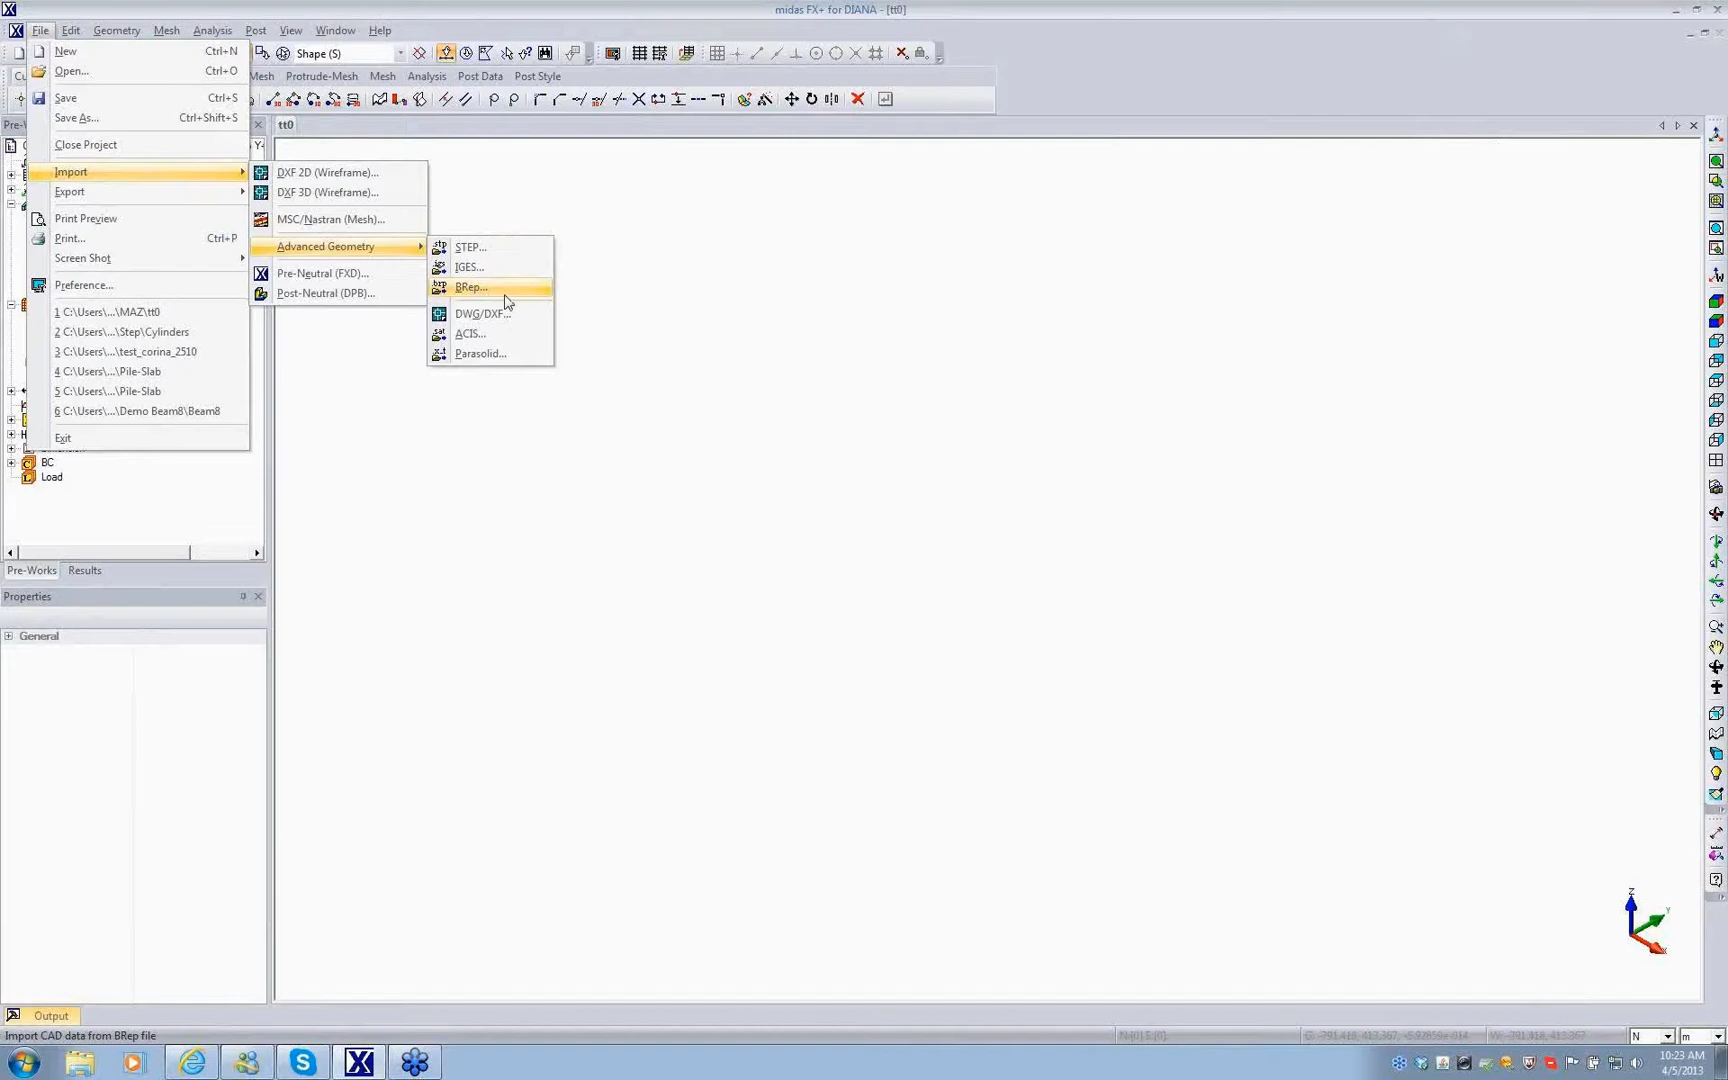 midas FX+ for DIANA - [tt0]
File Edit Geometry Mesh Analysis Post View Window Help
New Ctrl+N
Shape (S)
Open... Ctrl+O
Mesh Protrude-Mesh Mesh Analysis Post Data Post Style
Save Ctrl+S
Save As... Ctrl+Shift+S
tt0
Close Project
Import
DXF 2D (Wireframe)...
Export
DXF 3D (Wireframe)...
Print Preview
MSC/Nastran (Mesh)...
Print... Ctrl+P
Advanced Geometry
STEP...
Screen Shot
IGES...
Pre-Neutral (FXD)...
Preference...
BRep...
Post-Neutral (DPB)...
1 C:\Users\...\MAZ\tt0
DWG/DXF...
2 C:\Users\...\Step\Cylinders
ACIS...
3 C:\Users\...\test_corina_2510
Parasolid...
4 C:\Users\...\Pile-Slab
5 C:\Users\...\Pile-Slab
6 C:\Users\...\Demo Beam8\Beam8
Exit
BC
Load
Pre-Works Results
Properties
General
Z
Y
X
Output
Import CAD data from BRep file
N:[0] S:[0]
N
m
10:23 AM
4/5/2013